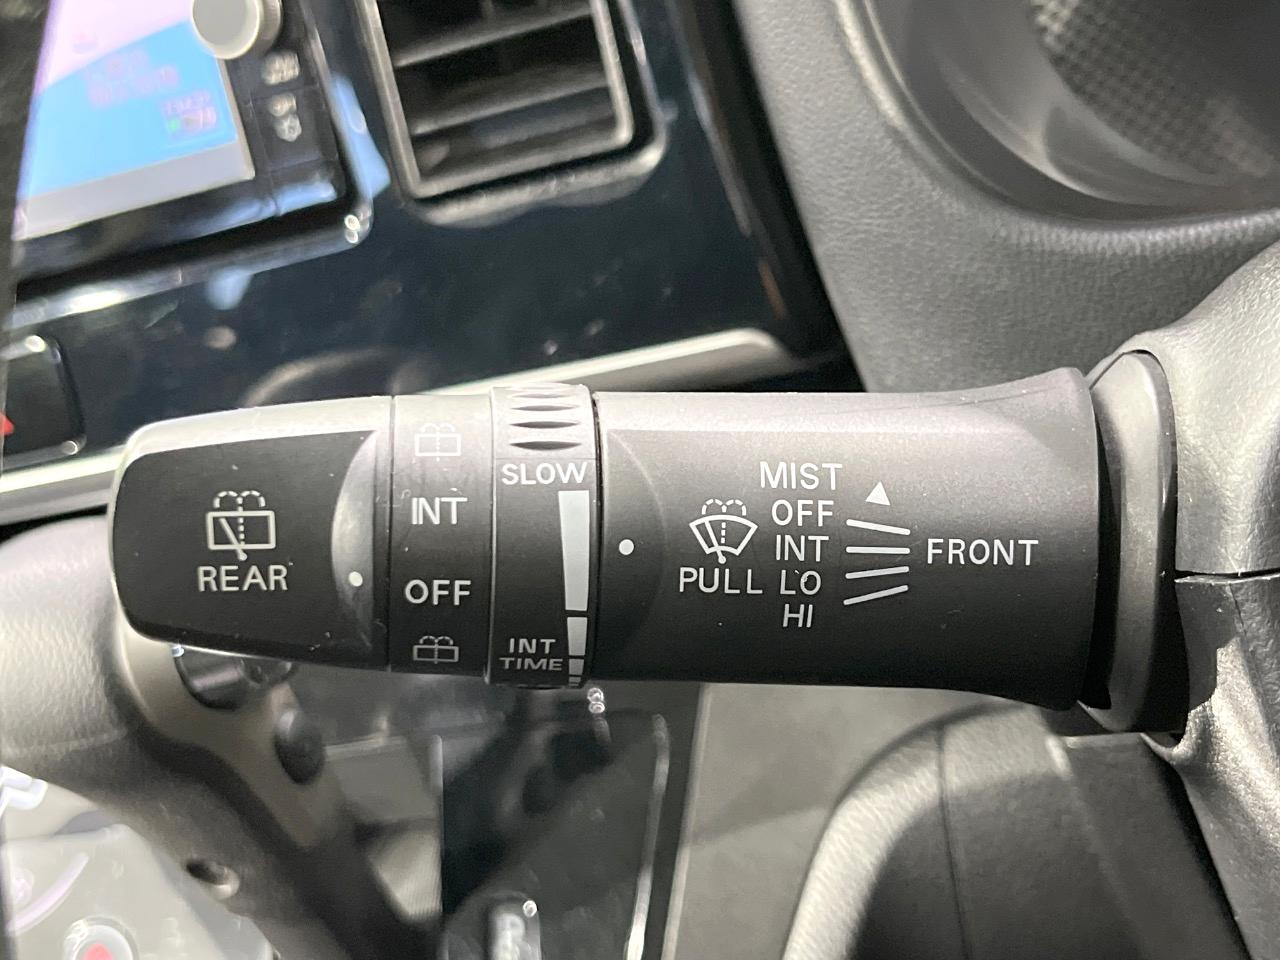 REAR
INT
OFF
SLOW
INT
TIME
PULL
MIST
OFF
INT
LO
HI
FRONT